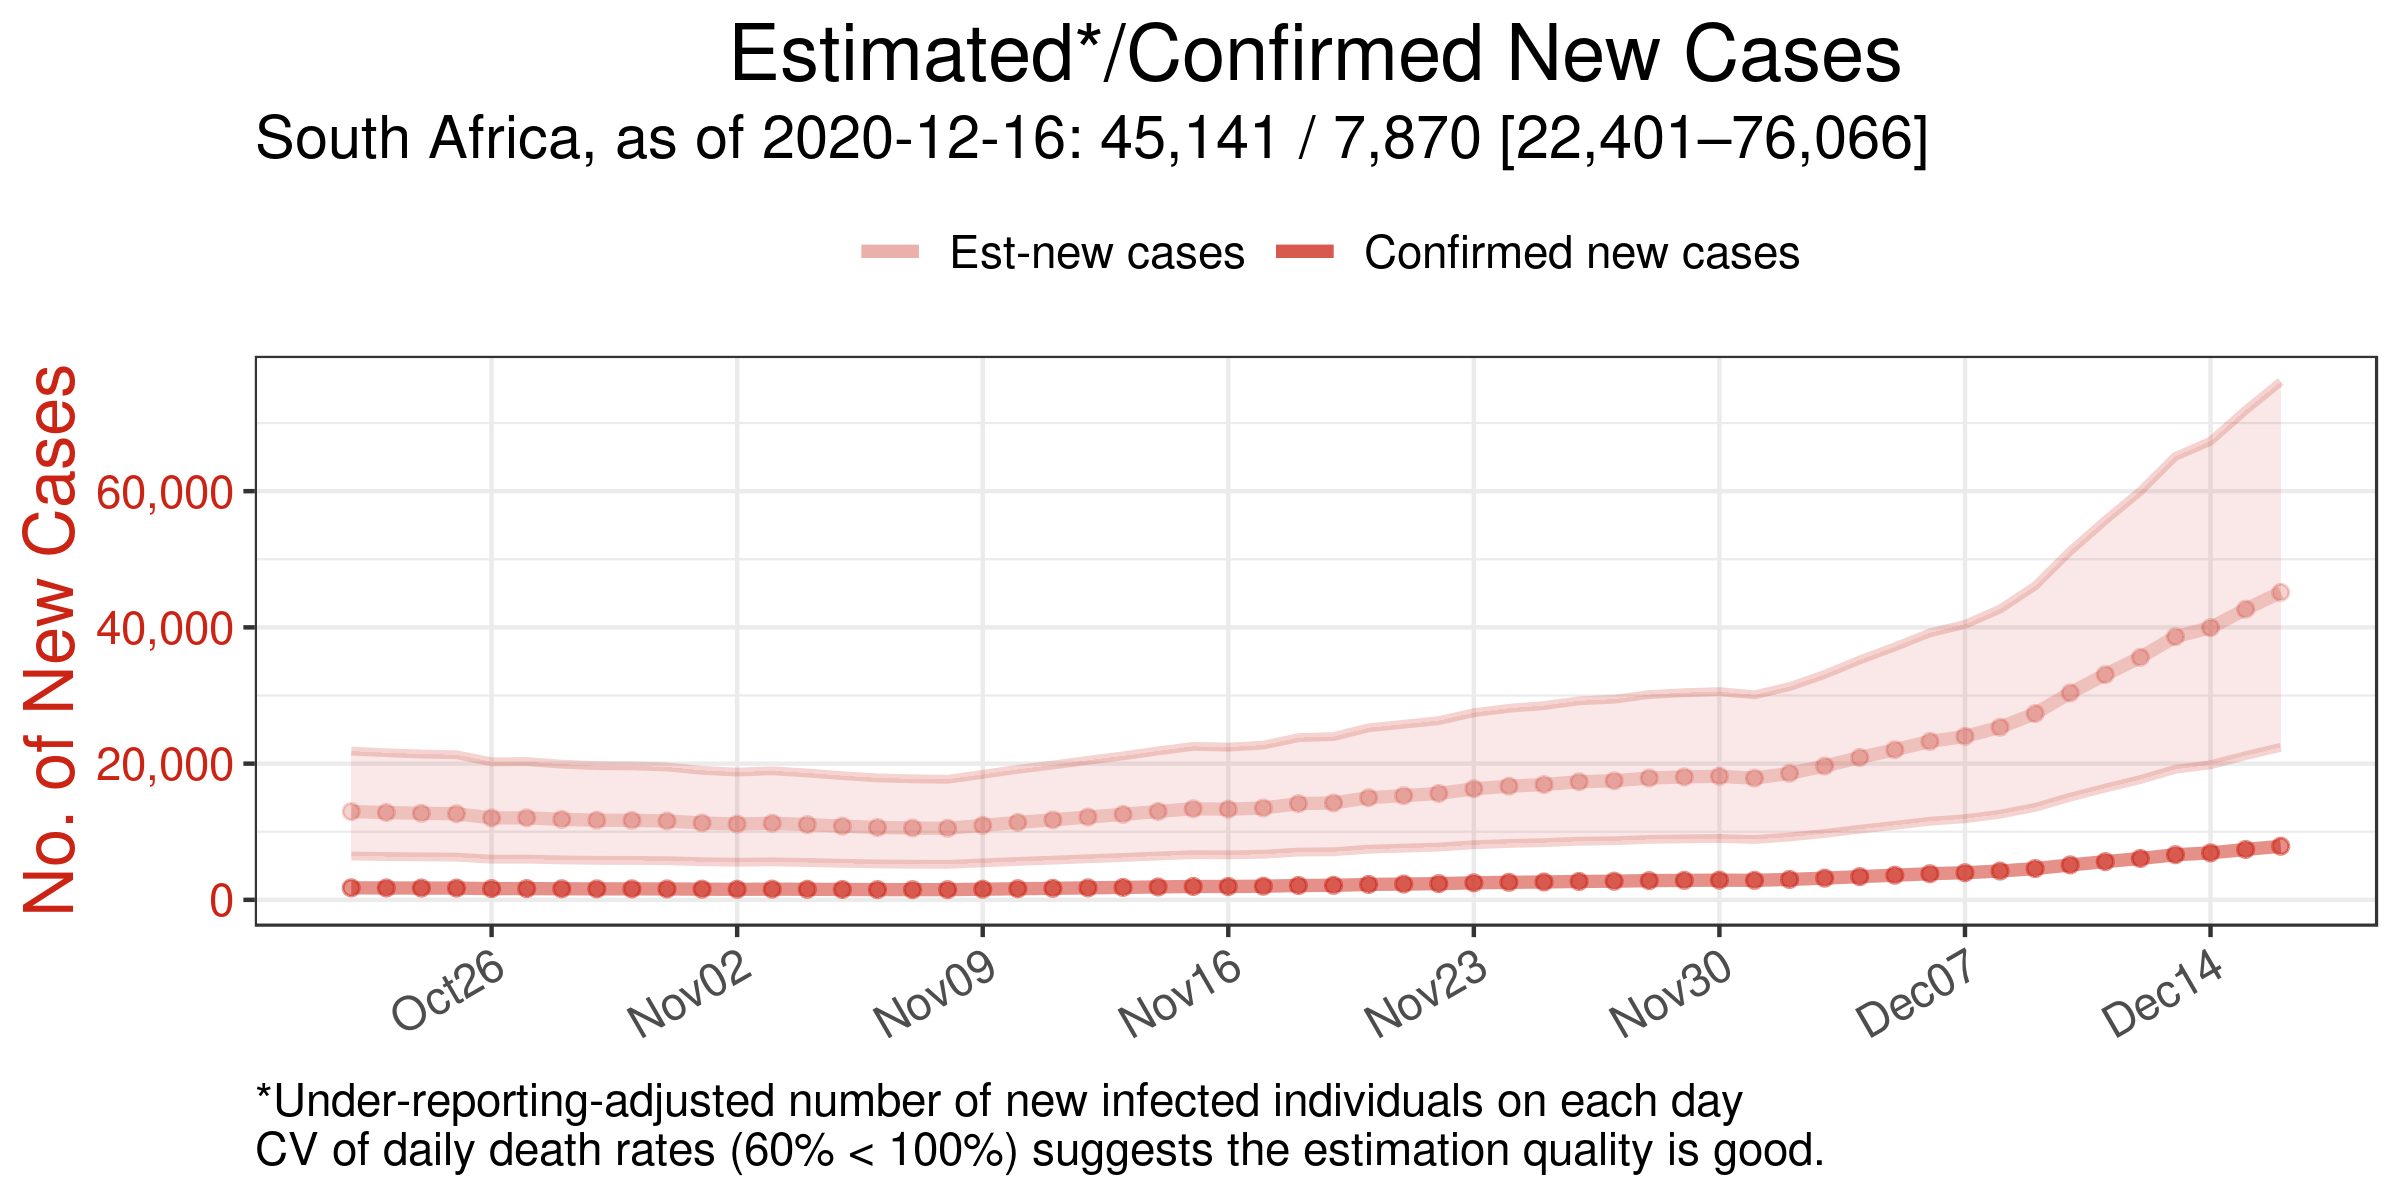 Estimated*/Confirmed New Cases
South Africa, as of 2020-12-16: 45,141 / 7,870 [22,401–76,066]
Est-new cases
Confirmed new cases
No. of New Cases
60,000
40,000
20,000
0
Oct26
Nov02
Nov09
Nov16
Nov23
Nov30
Dec07
Dec14
*Under-reporting-adjusted number of new infected individuals on each day
CV of daily death rates (60% < 100%) suggests the estimation quality is good.